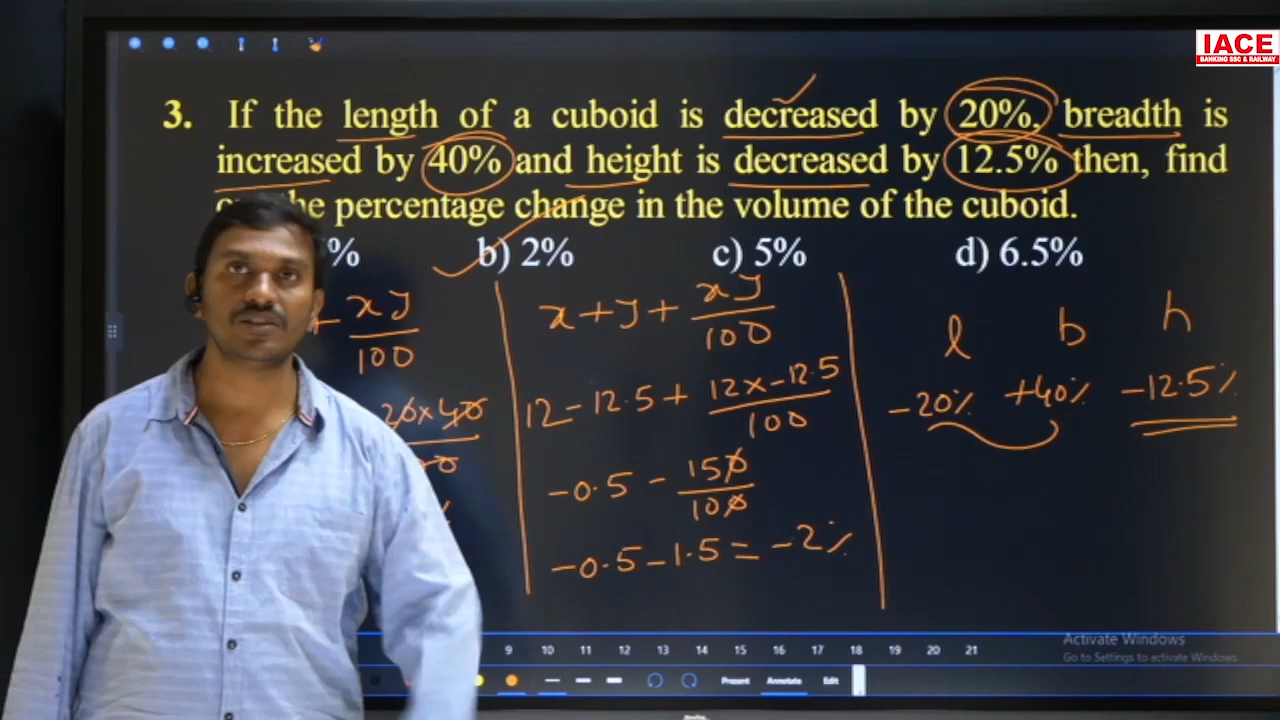 IACE
BANKING SSC & RAILWAY
3. If the length of a cuboid is decreased by 20%, breadth is
increased by 40% and height is decreased by 12.5% then, find
the percentage change in the volume of the cuboid.
% b) 2% c) 5% d) 6.5%
+ xy/100
20×40
x+y+ xy/100
12-12.5+ 12×-12.5/100
-0.5 - 150/100
-0.5-1.5=-2%
l b h
-20% +40% -12.5%
Activate Windows
Go to Settings to activate Windows.
9 10 11 12 13 14 15 16 17 18 19 20 21
Present Annotate Edit